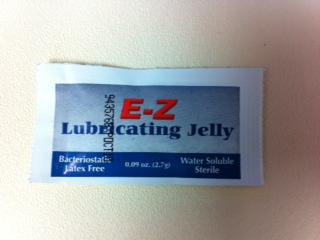 E-Z
Lubricating Jelly
Bacteriostatic
Latex Free
0.09 oz. (2.7g)
Water Soluble
Sterile